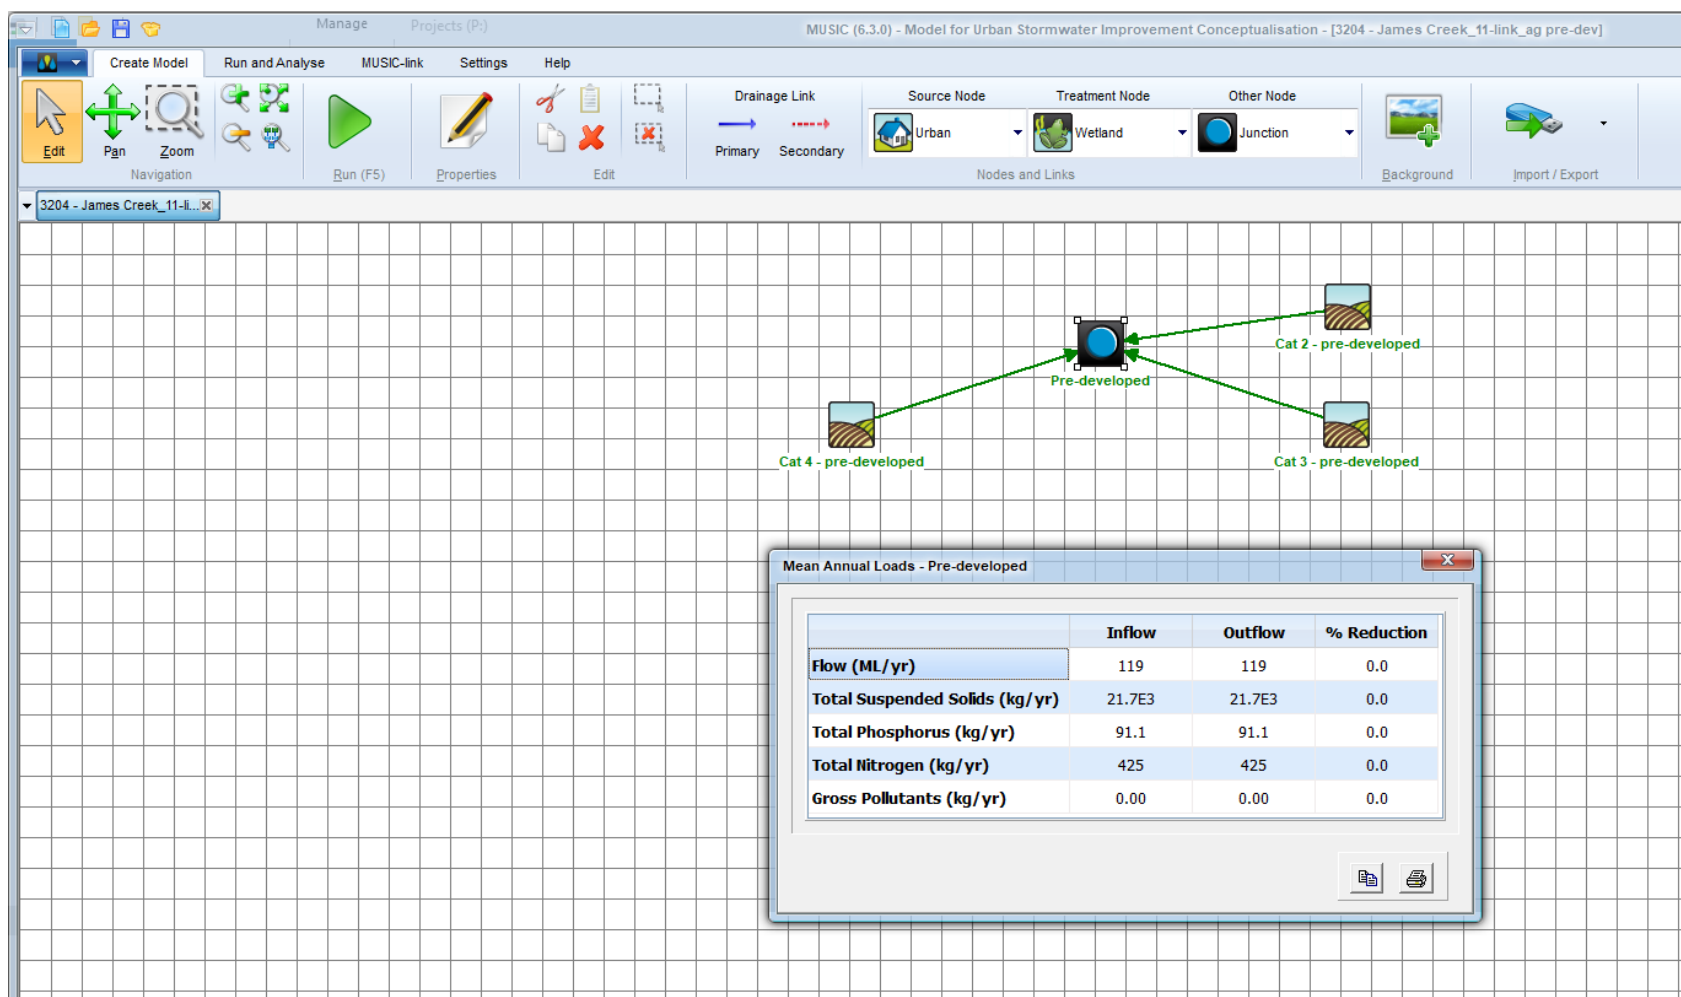 Manage Projects (P:)
MUSIC (6.3.0) - Model for Urban Stormwater Improvement Conceptualisation - [3204 - James Creek_11-link_ag pre-dev]
Create Model Run and Analyse MUSIC-link Settings Help
Drainage Link Source Node Treatment Node Other Node
Urban Wetland Junction
Edit Pan Zoom Primary Secondary
Navigation Run (F5) Properties Edit Nodes and Links Background Import / Export
3204 - James Creek_11-li...
Cat 2 - pre-developed
Pre-developed
Cat 4 - pre-developed Cat 3 - pre-developed
Mean Annual Loads - Pre-developed
Inflow Outflow % Reduction
Flow (ML/yr) 119 119 0.0
Total Suspended Solids (kg/yr) 21.7E3 21.7E3 0.0
Total Phosphorus (kg/yr) 91.1 91.1 0.0
Total Nitrogen (kg/yr) 425 425 0.0
Gross Pollutants (kg/yr) 0.00 0.00 0.0